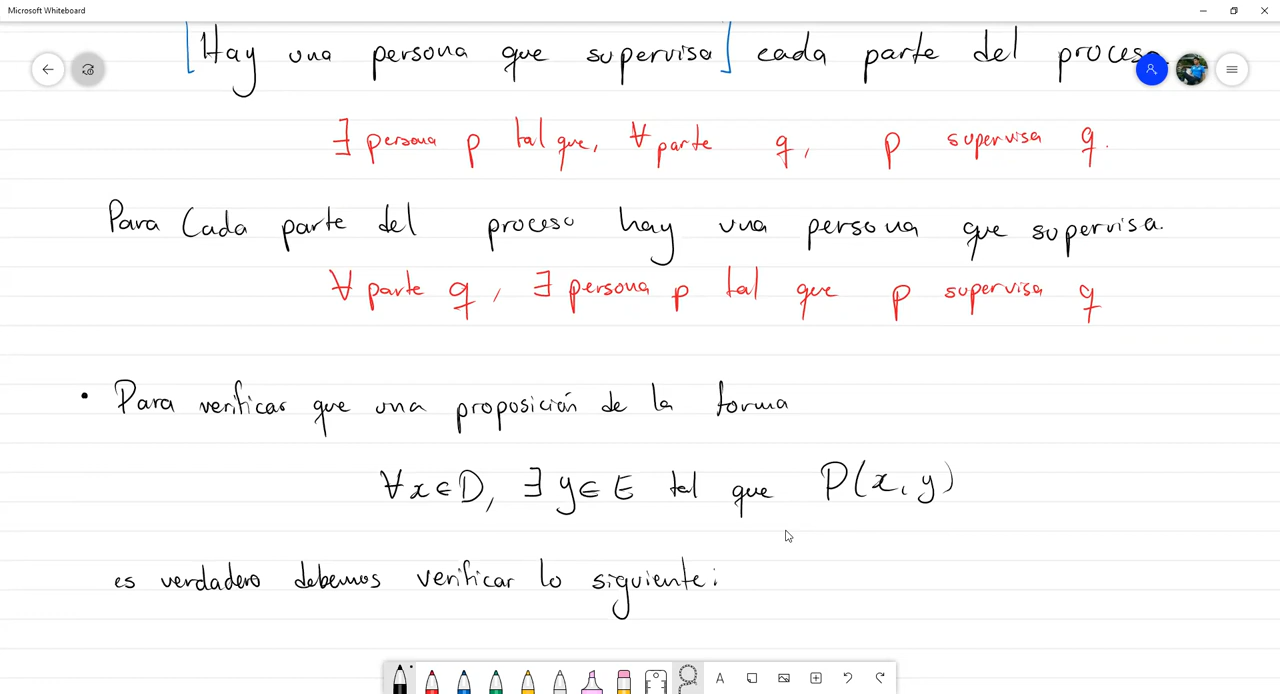 Microsoft Whiteboard
[Hay una persona que supervisa] cada parte del proceso.
∃ persona p tal que, ∀ parte q, p supervisa q.
Para Cada parte del proceso hay una persona que supervisa.
∀ parte q, ∃ persona p tal que p supervisa q
• Para verificar que una proposición de la forma
∀x∈D, ∃ y∈E tal que P(x,y)
es verdadero debemos verificar lo siguiente: